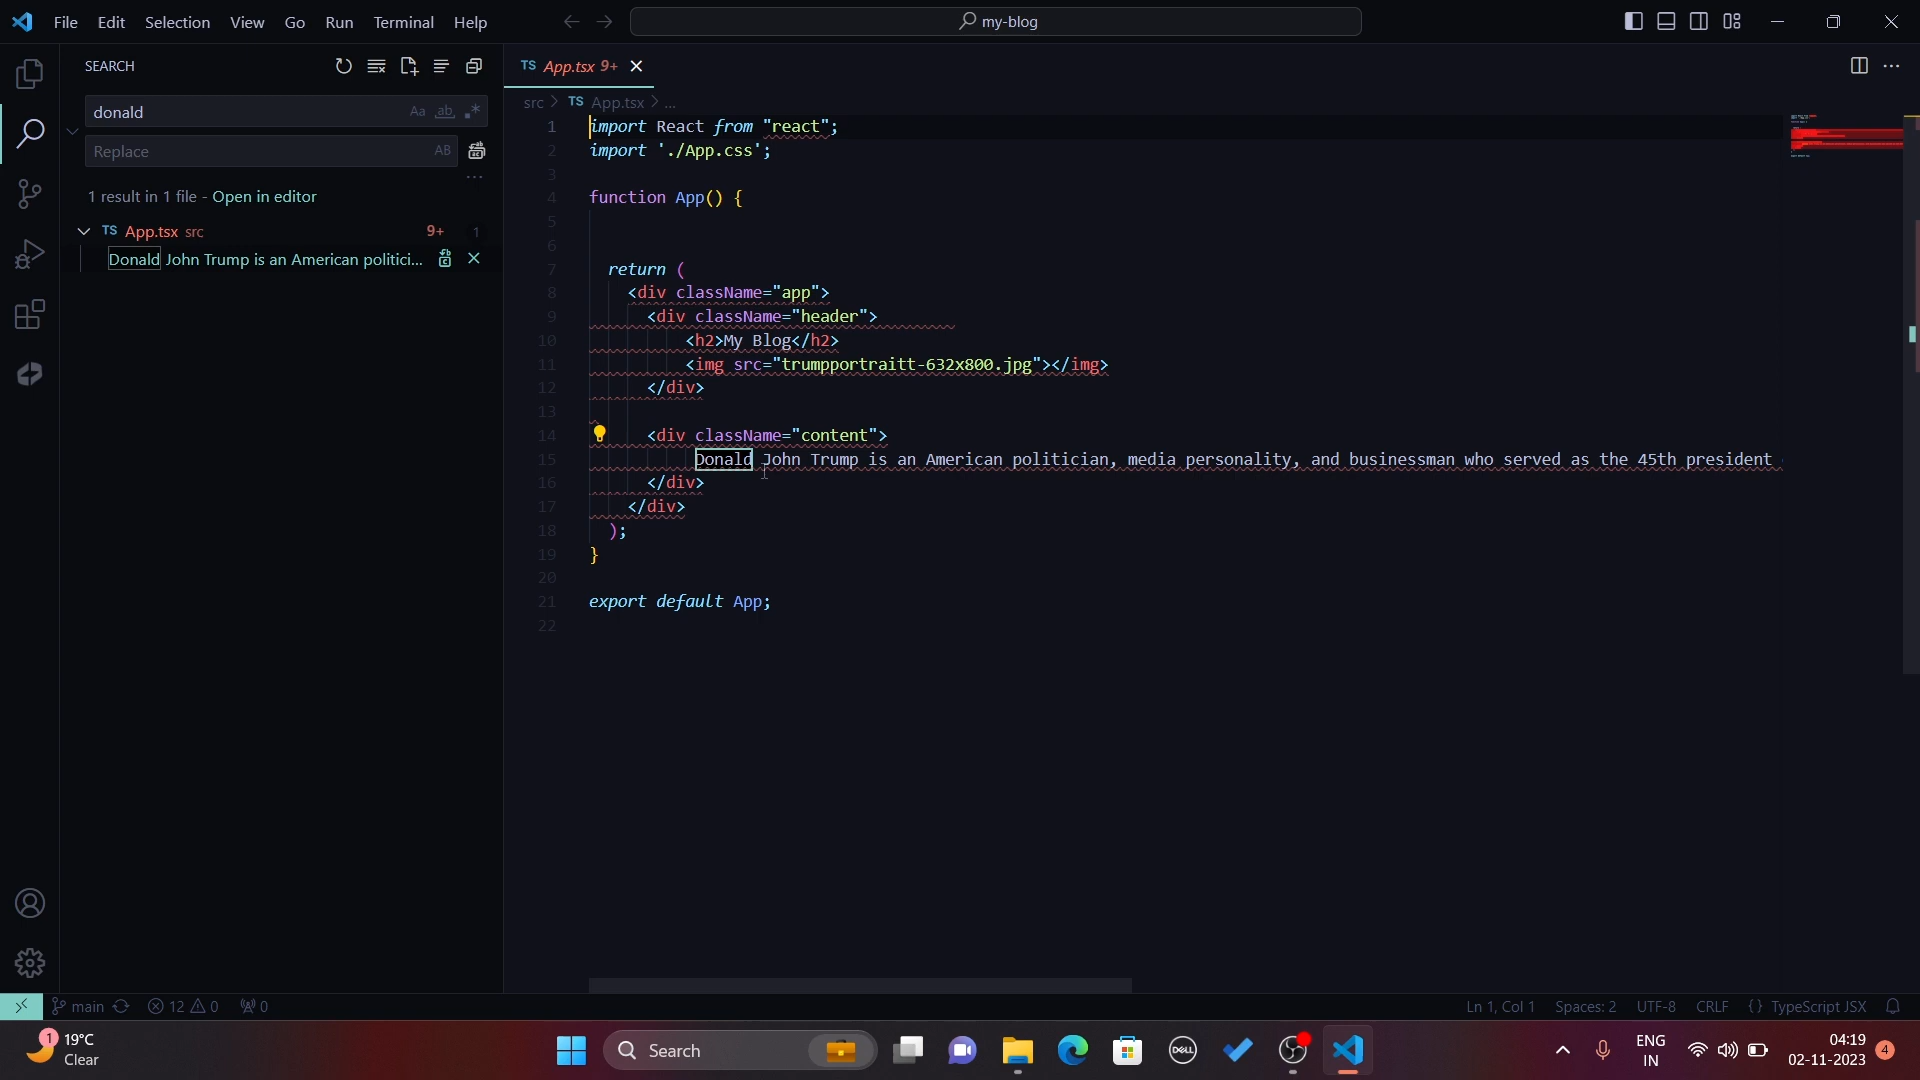 File Edit Selection View Go Run Terminal Help
my-blog
SEARCH
donald
Aa ab .*
Replace
AB
1 result in 1 file - Open in editor
TS App.tsx src 9+ 1
Donald John Trump is an American politici...
TS App.tsx 9+
src > TS App.tsx > ...
1 import React from "react";
2 import './App.css';
3
4 function App() {
5
6
7 return (
8 <div className="app">
9 <div className="header">
10 <h2>My Blog</h2>
11 <img src="trumpportraitt-632x800.jpg"></img>
12 </div>
13
14 <div className="content">
15 Donald John Trump is an American politician, media personality, and businessman who served as the 45th president
16 </div>
17 </div>
18 );
19 }
20
21 export default App;
22
main 12 0 0 Ln 1, Col 1 Spaces: 2 UTF-8 CRLF {} TypeScript JSX
1 19°C
Clear
Search
DELL
ENG
IN
04:19
02-11-2023
4